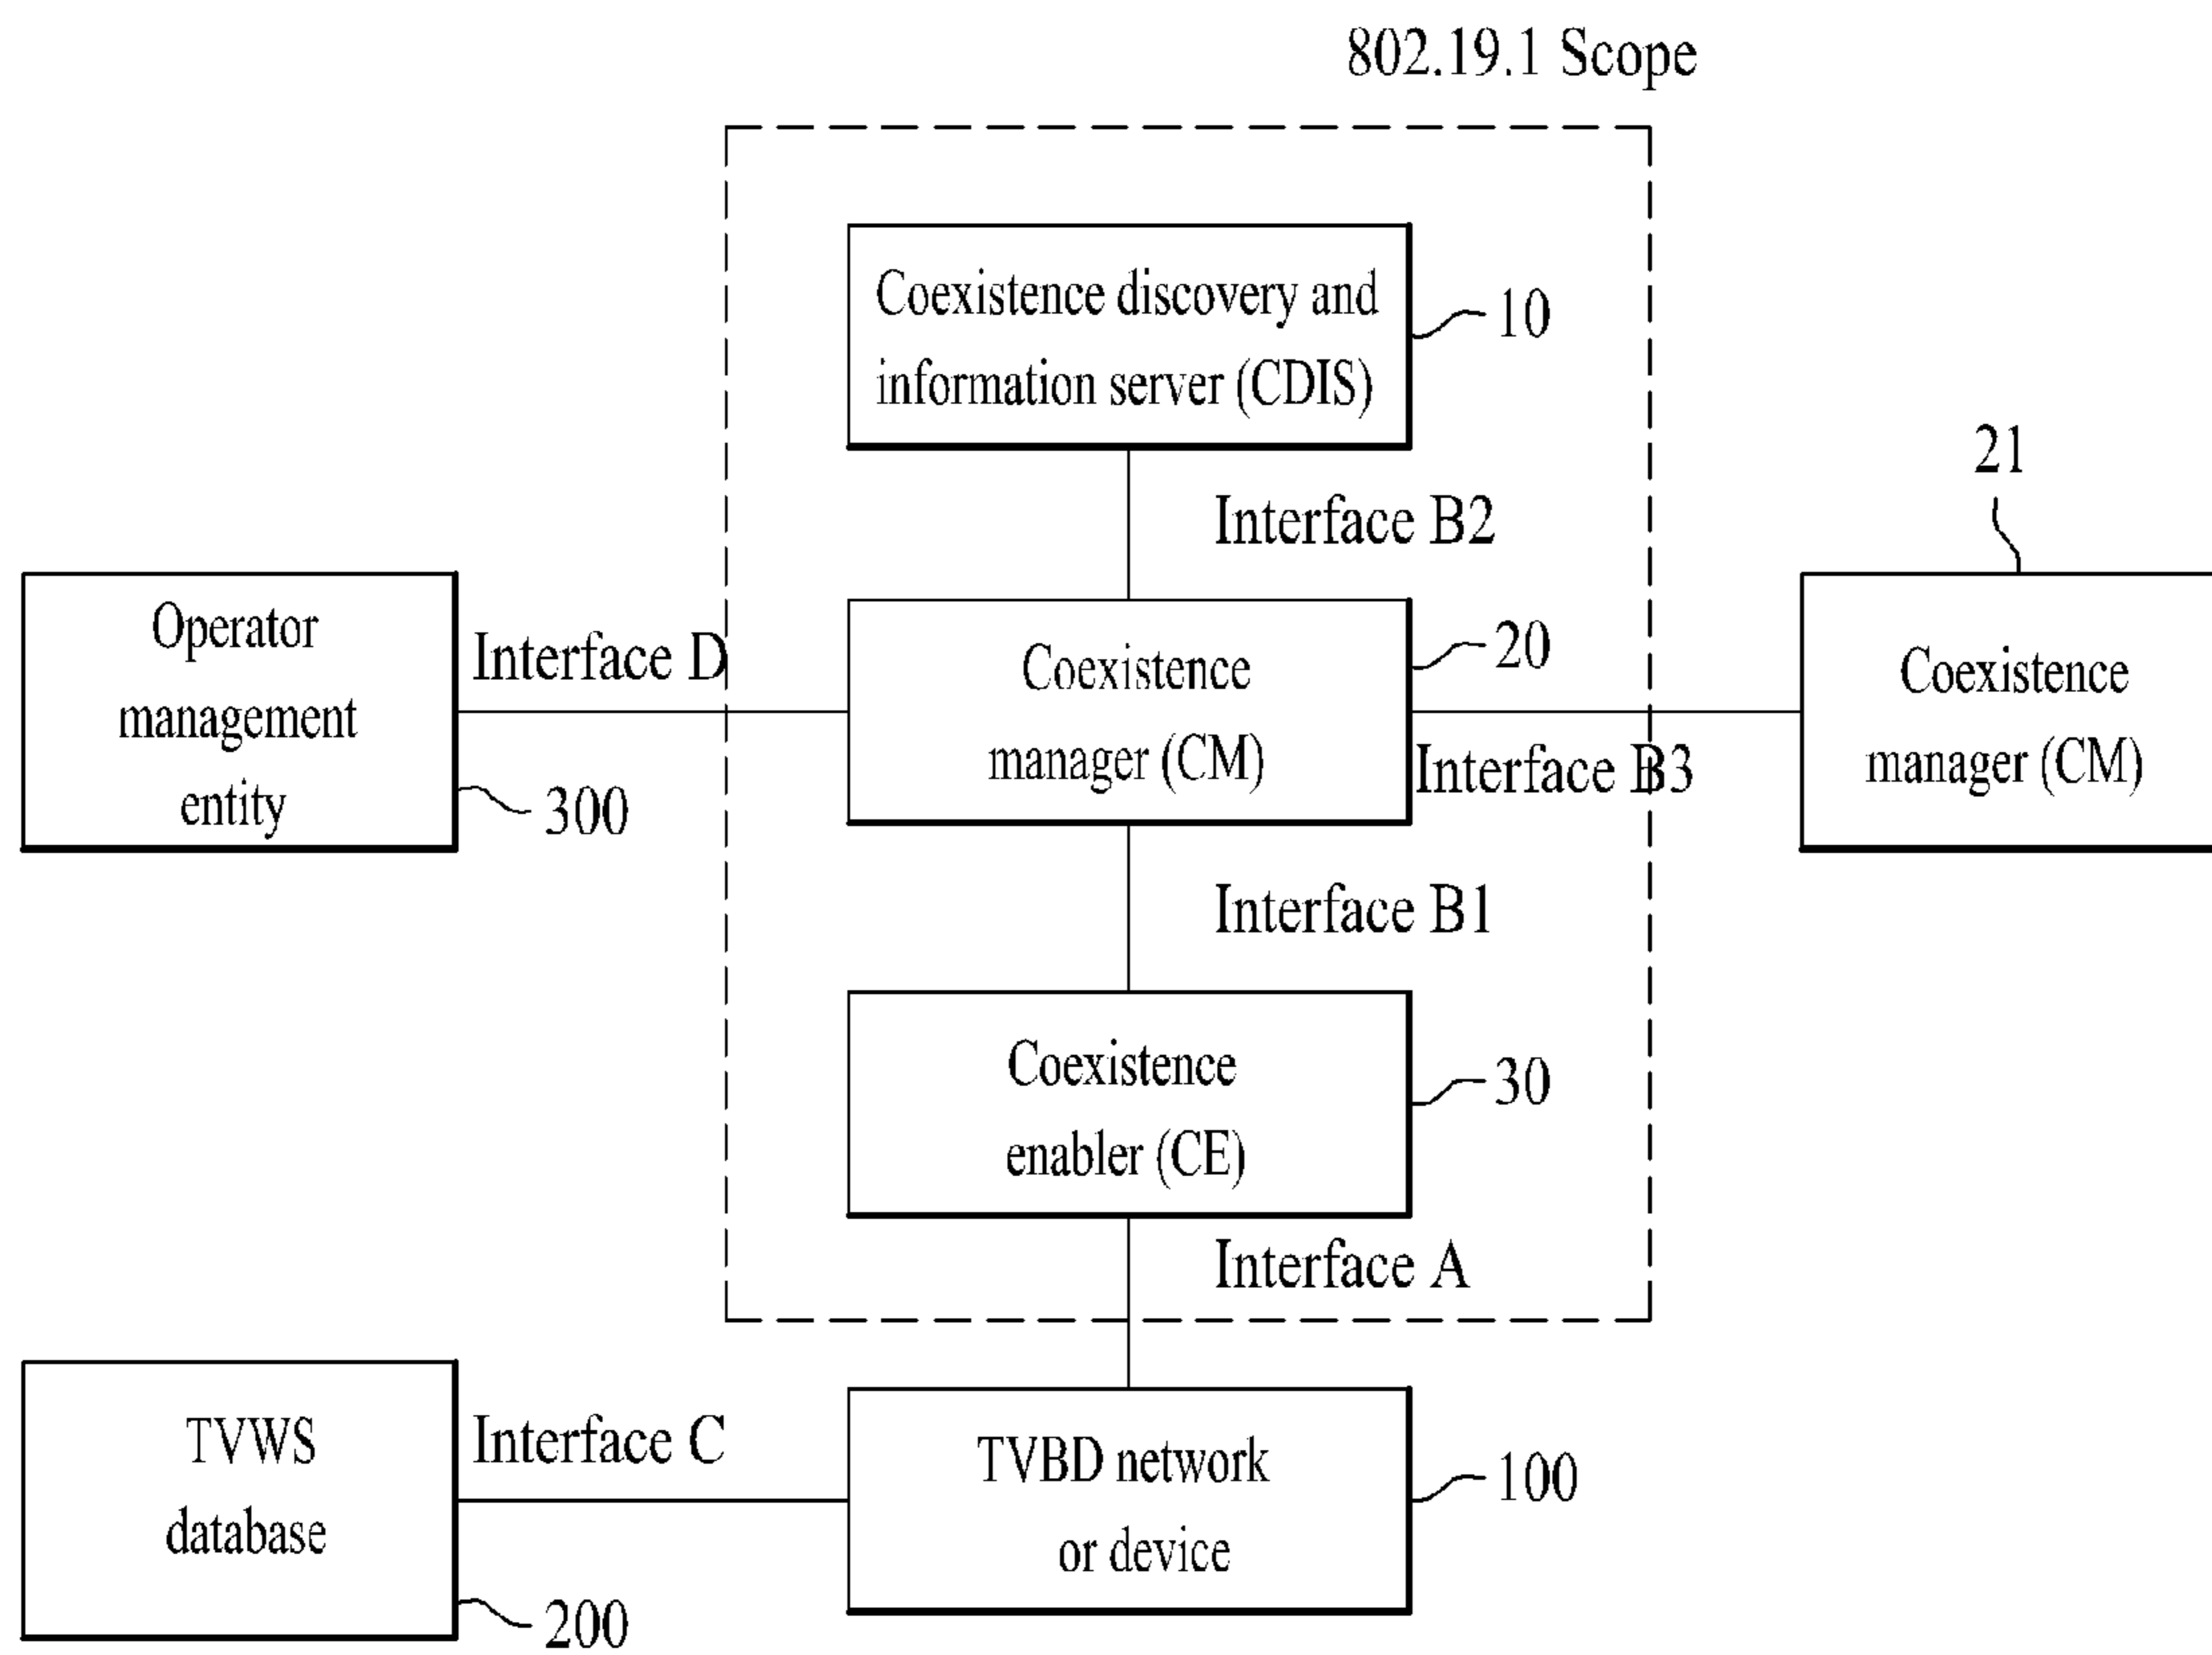 802.19.1 Scope
Coexistence discovery and
information server (CDIS)
10
Interface B2
21
Operator
management
entity
300
Interface D
Coexistence
manager (CM)
20
Interface B3
Coexistence
manager (CM)
Interface B1
Coexistence
enabler (CE)
30
Interface A
TVWS
database
200
Interface C
TVBD network
or device
100